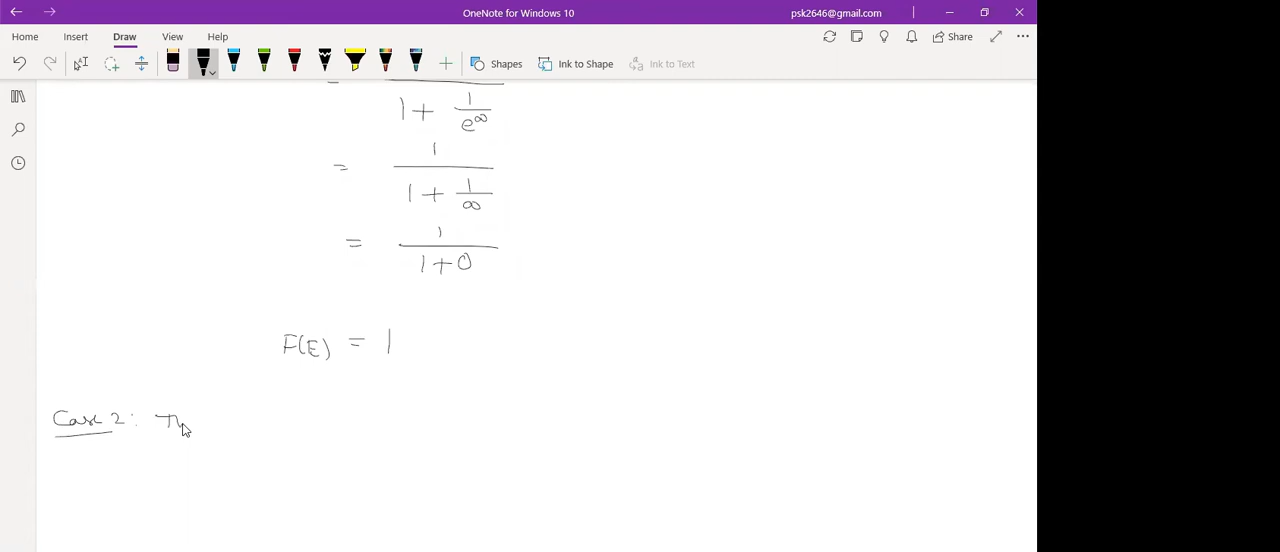 OneNote for Windows 10
psk2646@gmail.com
Home Insert Draw View Help
Share
Shapes
Ink to Shape
Ink to Text
=
1 + 1/e^∞
= 1/(1 + 1/∞)
= 1/(1+0)
F(E) = 1
Case 2: